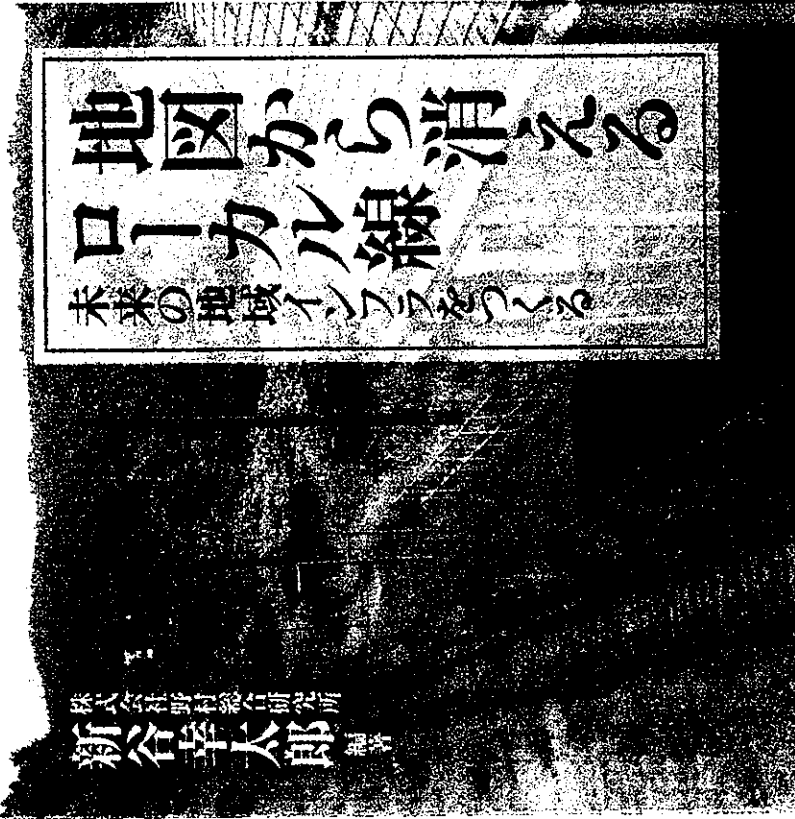 地図から消える
ローカル線
未来の地域インフラをつくる
株式会社野村総合研究所
新谷幸太郎 編著